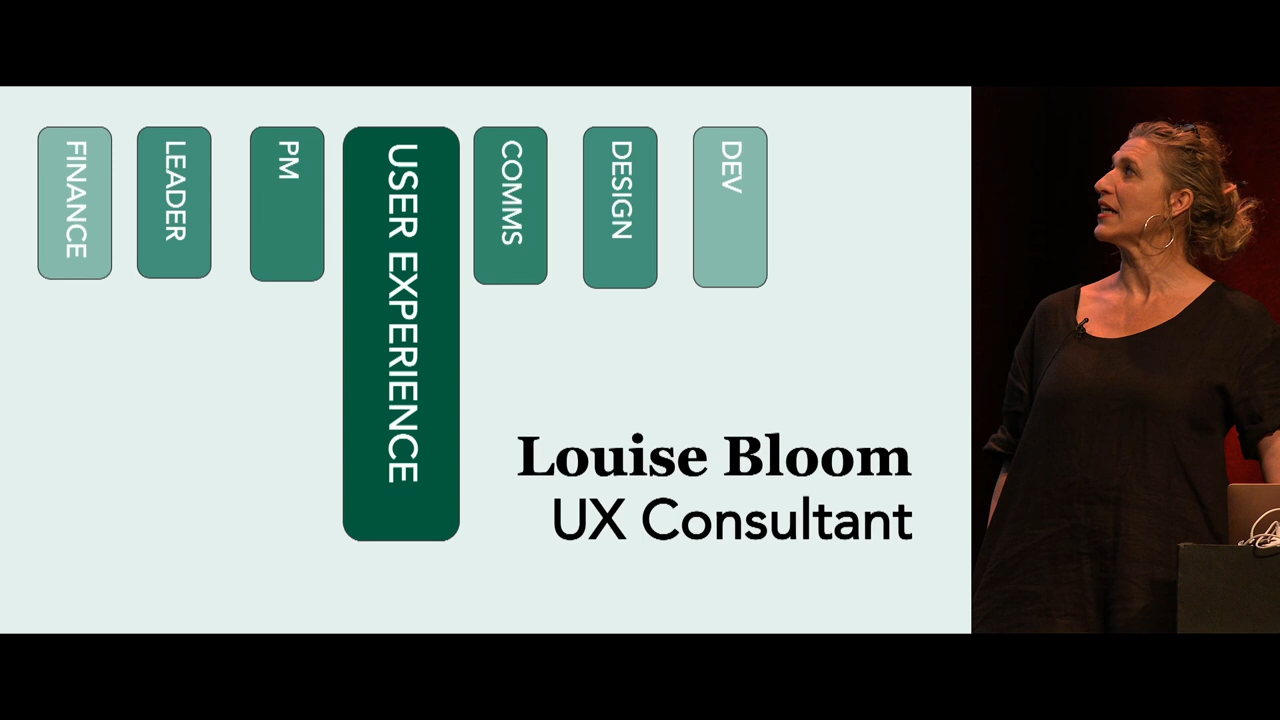 FINANCE
LEADER
PM
USER EXPERIENCE
COMMS
DESIGN
DEV
Louise Bloom
UX Consultant